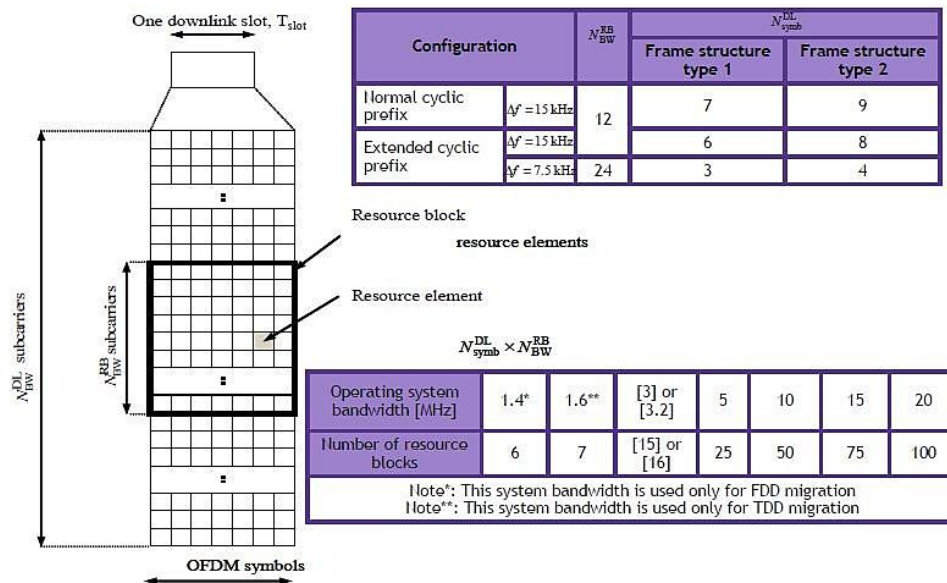 One downlink slot, T_slot
Configuration
N_BW^RB
N_symb^DL
Frame structure type 1
Frame structure type 2
Normal cyclic prefix
Δf = 15 kHz
12
7
9
Extended cyclic prefix
Δf = 15 kHz
6
8
Δf = 7.5 kHz
24
3
4
:
Resource block
resource elements
Resource element
N_BW^DL subcarriers
N_BW^RB subcarriers
:
N_symb^DL × N_BW^RB
Operating system bandwidth [MHz]
1.4*
1.6**
[3] or [3.2]
5
10
15
20
Number of resource blocks
6
7
[15] or [16]
25
50
75
100
Note*: This system bandwidth is used only for FDD migration
Note**: This system bandwidth is used only for TDD migration
:
OFDM symbols